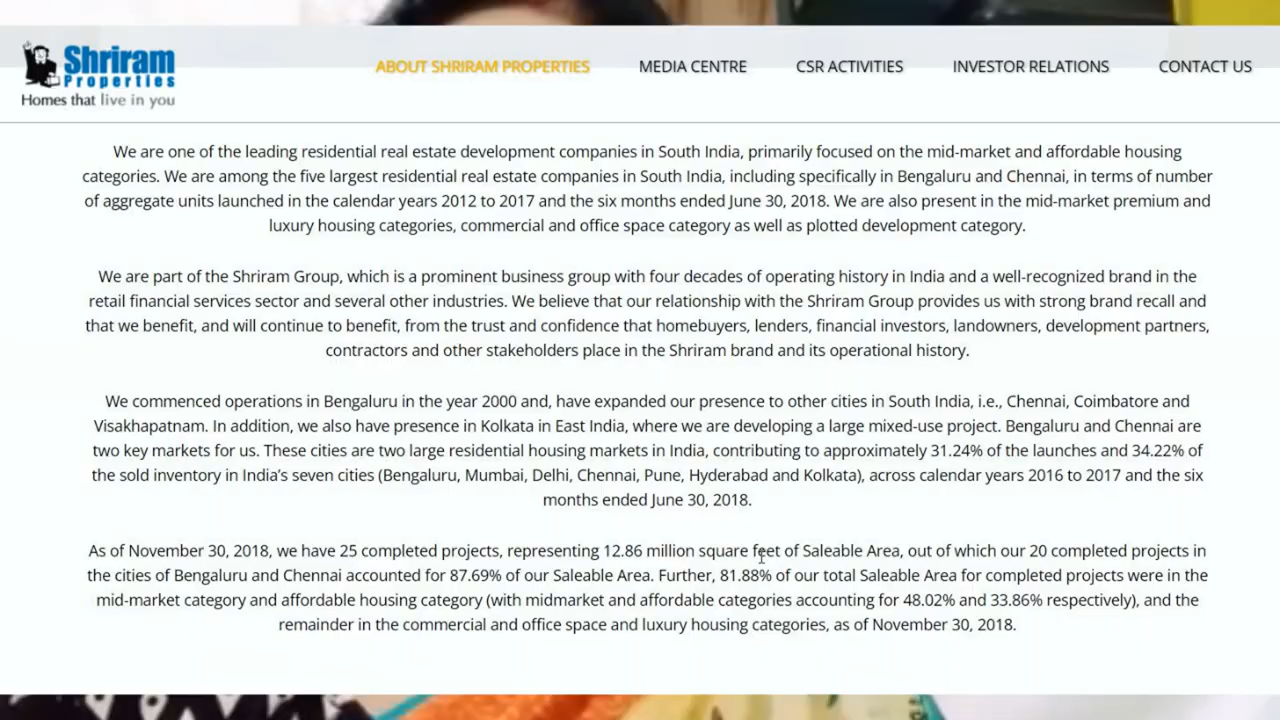 Shriram
Properties
Homes that live in you
ABOUT SHRIRAM PROPERTIES
MEDIA CENTRE
CSR ACTIVITIES
INVESTOR RELATIONS
CONTACT US
We are one of the leading residential real estate development companies in South India, primarily focused on the mid-market and affordable housing
categories. We are among the five largest residential real estate companies in South India, including specifically in Bengaluru and Chennai, in terms of number
of aggregate units launched in the calendar years 2012 to 2017 and the six months ended June 30, 2018. We are also present in the mid-market premium and
luxury housing categories, commercial and office space category as well as plotted development category.
We are part of the Shriram Group, which is a prominent business group with four decades of operating history in India and a well-recognized brand in the
retail financial services sector and several other industries. We believe that our relationship with the Shriram Group provides us with strong brand recall and
that we benefit, and will continue to benefit, from the trust and confidence that homebuyers, lenders, financial investors, landowners, development partners,
contractors and other stakeholders place in the Shriram brand and its operational history.
We commenced operations in Bengaluru in the year 2000 and, have expanded our presence to other cities in South India, i.e., Chennai, Coimbatore and
Visakhapatnam. In addition, we also have presence in Kolkata in East India, where we are developing a large mixed-use project. Bengaluru and Chennai are
two key markets for us. These cities are two large residential housing markets in India, contributing to approximately 31.24% of the launches and 34.22% of
the sold inventory in India’s seven cities (Bengaluru, Mumbai, Delhi, Chennai, Pune, Hyderabad and Kolkata), across calendar years 2016 to 2017 and the six
months ended June 30, 2018.
As of November 30, 2018, we have 25 completed projects, representing 12.86 million square feet of Saleable Area, out of which our 20 completed projects in
the cities of Bengaluru and Chennai accounted for 87.69% of our Saleable Area. Further, 81.88% of our total Saleable Area for completed projects were in the
mid-market category and affordable housing category (with midmarket and affordable categories accounting for 48.02% and 33.86% respectively), and the
remainder in the commercial and office space and luxury housing categories, as of November 30, 2018.